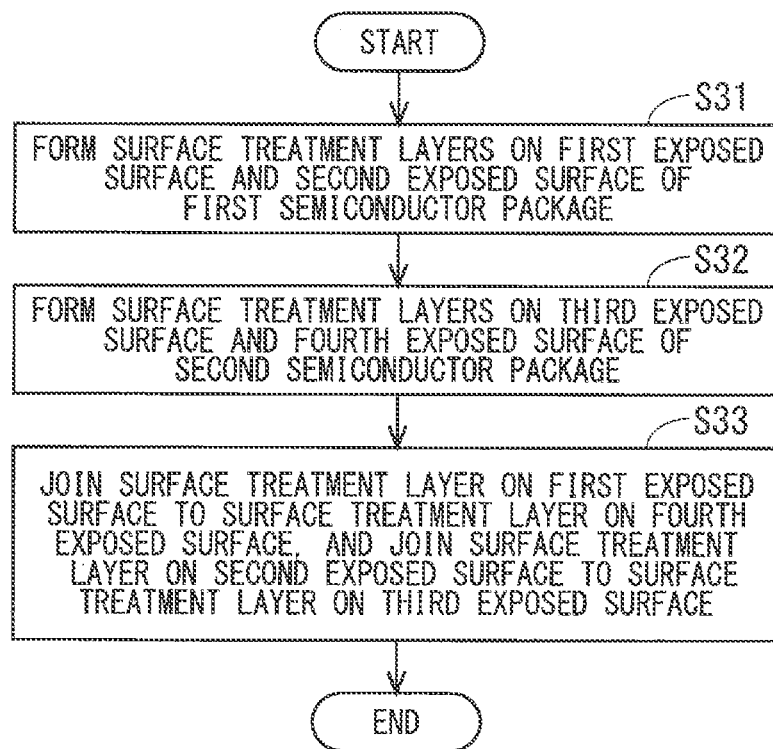 START
S31
FORM SURFACE TREATMENT LAYERS ON FIRST EXPOSED
SURFACE AND SECOND EXPOSED SURFACE OF
FIRST SEMICONDUCTOR PACKAGE
S32
FORM SURFACE TREATMENT LAYERS ON THIRD EXPOSED
SURFACE AND FOURTH EXPOSED SURFACE OF
SECOND SEMICONDUCTOR PACKAGE
S33
JOIN SURFACE TREATMENT LAYER ON FIRST EXPOSED
SURFACE TO SURFACE TREATMENT LAYER ON FOURTH
EXPOSED SURFACE, AND JOIN SURFACE TREATMENT
LAYER ON SECOND EXPOSED SURFACE TO SURFACE
TREATMENT LAYER ON THIRD EXPOSED SURFACE
END